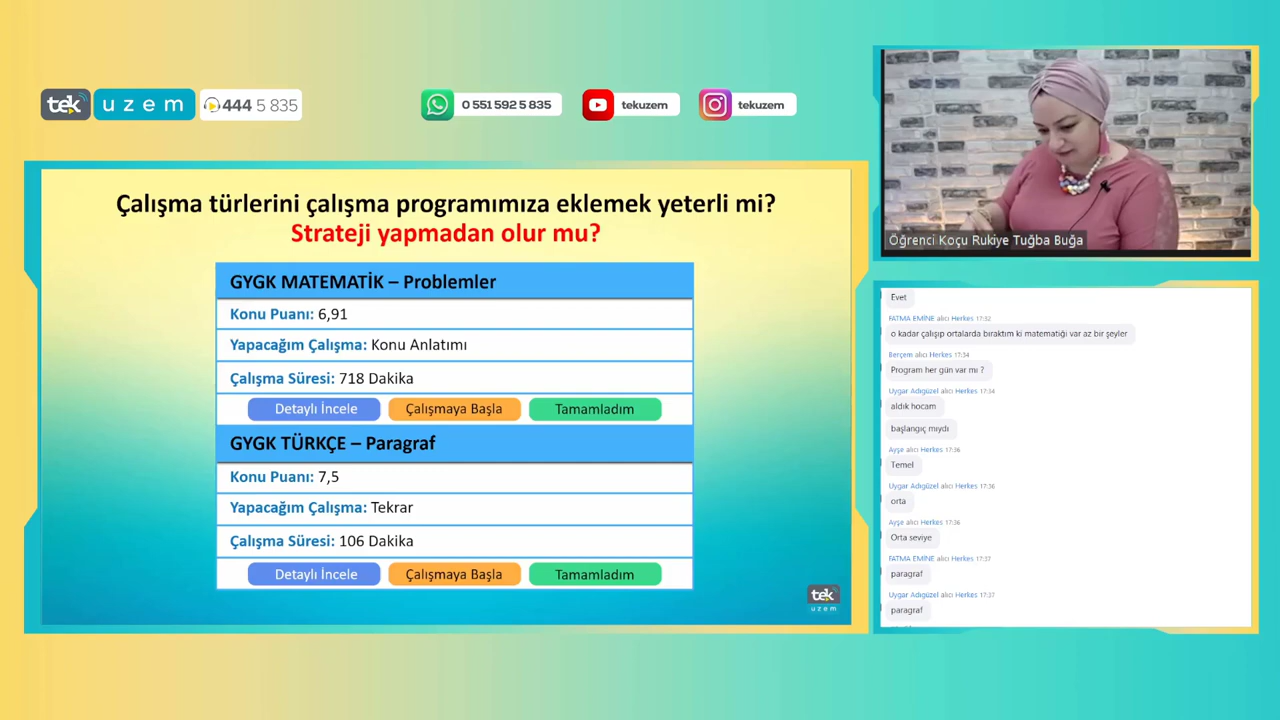 tek uzem 444 5 835
0 551 592 5 835
tekuzem
tekuzem
Çalışma türlerini çalışma programımıza eklemek yeterli mi?
Strateji yapmadan olur mu?
GYGK MATEMATİK – Problemler
Konu Puanı: 6,91
Yapacağım Çalışma: Konu Anlatımı
Çalışma Süresi: 718 Dakika
Detaylı İncele Çalışmaya Başla Tamamladım
GYGK TÜRKÇE – Paragraf
Konu Puanı: 7,5
Yapacağım Çalışma: Tekrar
Çalışma Süresi: 106 Dakika
Detaylı İncele Çalışmaya Başla Tamamladım
tek
uzem
Öğrenci Koçu Rukiye Tuğba Buğa
Evet
FATMA EMİNE alıcı Herkes 17:32
o kadar çalışıp ortalarda bıraktım ki matematiği var az bir şeyler
Berçem alıcı Herkes 17:34
Program her gün var mı ?
Uygar Adıgüzel alıcı Herkes 17:34
aldık hocam
başlangıç mıydı
Ayşe alıcı Herkes 17:36
Temel
Uygar Adıgüzel alıcı Herkes 17:36
orta
Ayşe alıcı Herkes 17:36
Orta seviye
FATMA EMİNE alıcı Herkes 17:37
paragraf
Uygar Adıgüzel alıcı Herkes 17:37
paragraf